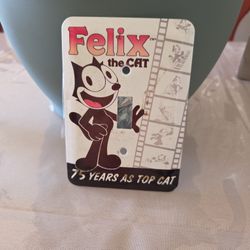 Felix
the CAT
75 YEARS AS TOP CAT